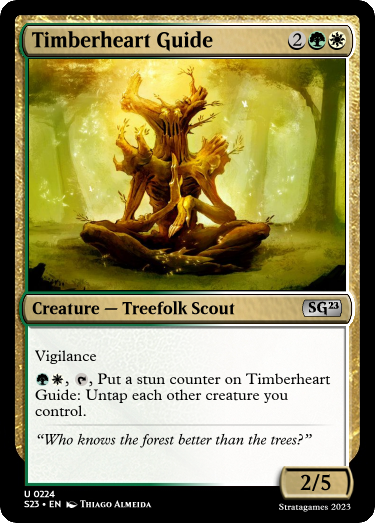 Timberheart Guide 2
Creature — Treefolk Scout SG23
Vigilance
, , Put a stun counter on Timberheart
Guide: Untap each other creature you
control.
“Who knows the forest better than the trees?”
2/5
U 0224
S23 • EN Thiago Almeida
Stratagames 2023